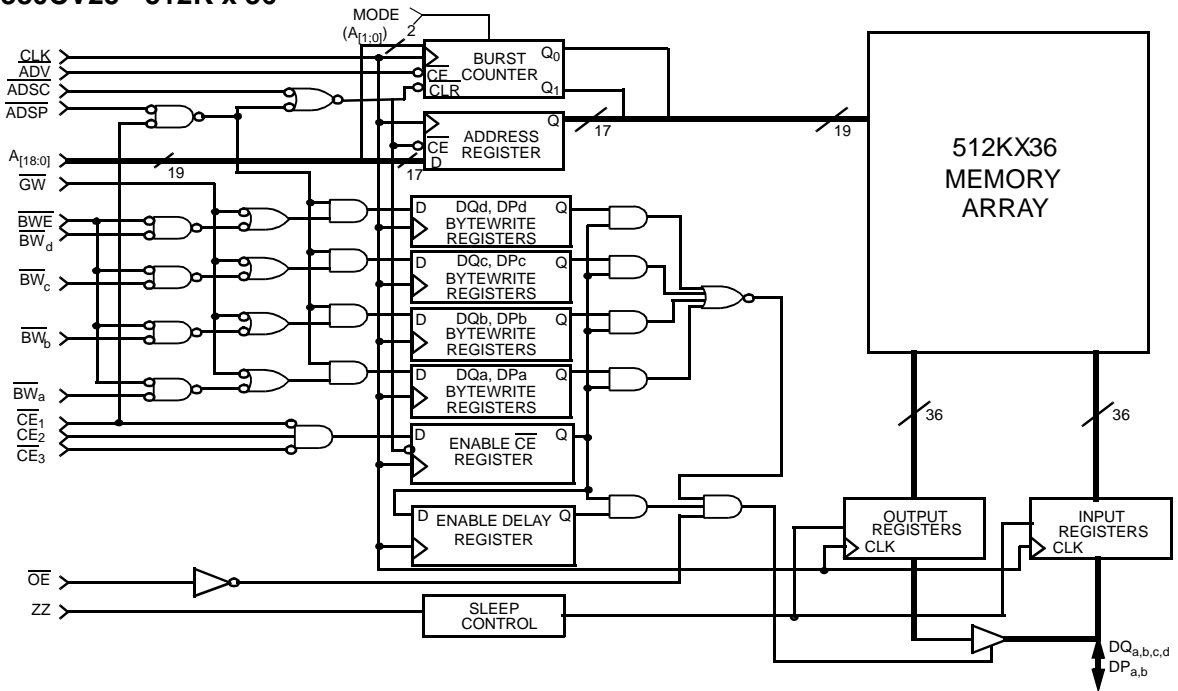 MODE
(A[1;0]) 2
CLK
ADV
ADSC
ADSP
A[18:0] 19
GW
BWE
BWd
BWc
BWb
BWa
CE1
CE2
CE3
OE
ZZ
BURST
COUNTER
CE
CLR
Q0
Q1
ADDRESS
REGISTER
CE
D
Q
17
17
19
D DQd, DPd Q
BYTEWRITE
REGISTERS
D DQc, DPc Q
BYTEWRITE
REGISTERS
D DQb, DPb Q
BYTEWRITE
REGISTERS
D DQa, DPa Q
BYTEWRITE
REGISTERS
D ENABLE CE Q
REGISTER
D ENABLE DELAY Q
REGISTER
SLEEP
CONTROL
512KX36
MEMORY
ARRAY
36
36
OUTPUT
REGISTERS
CLK
INPUT
REGISTERS
CLK
DQa,b,c,d
DPa,b